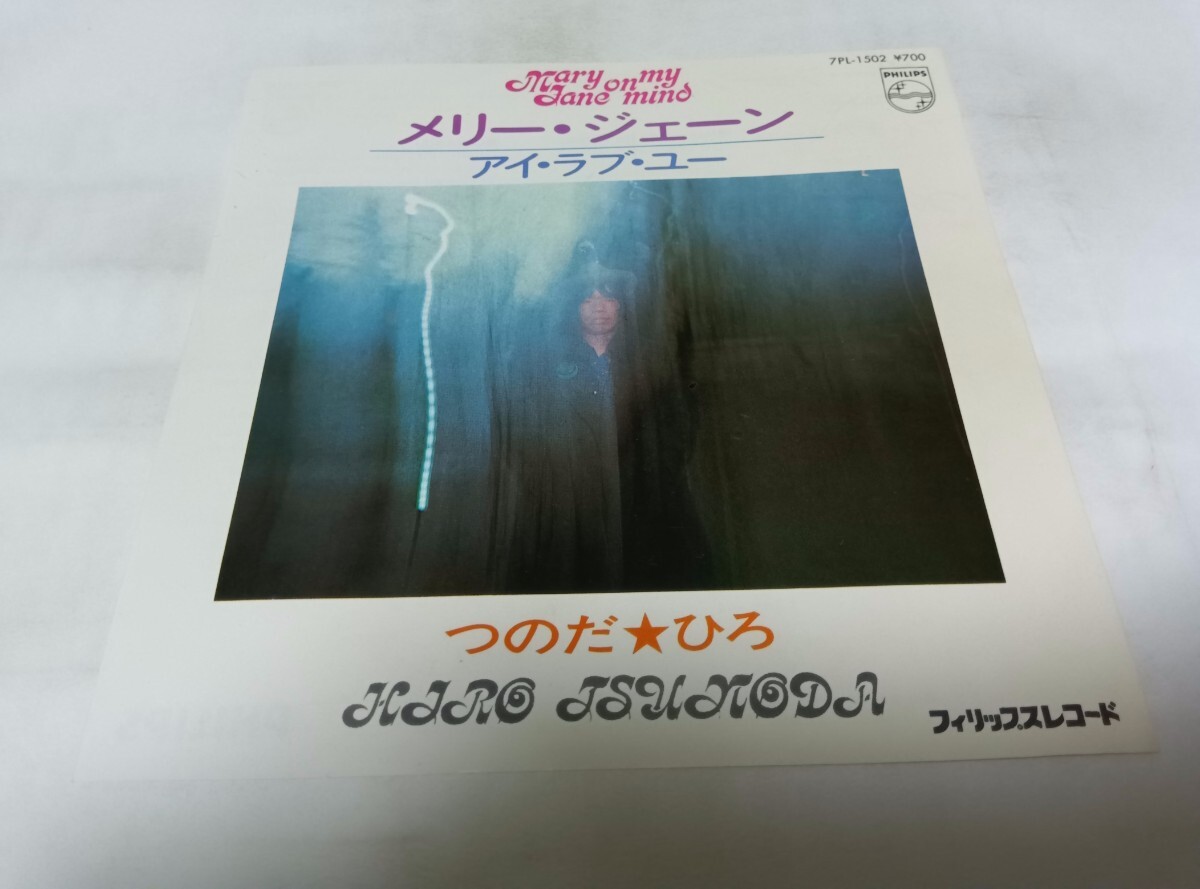 7PL-1502 ¥700
PHILIPS
Mary on my
Jane mind
メリー・ジェーン
アイ・ラブ・ユー
つのだ★ひろ
HIRO TSUNODA
フィリップスレコード